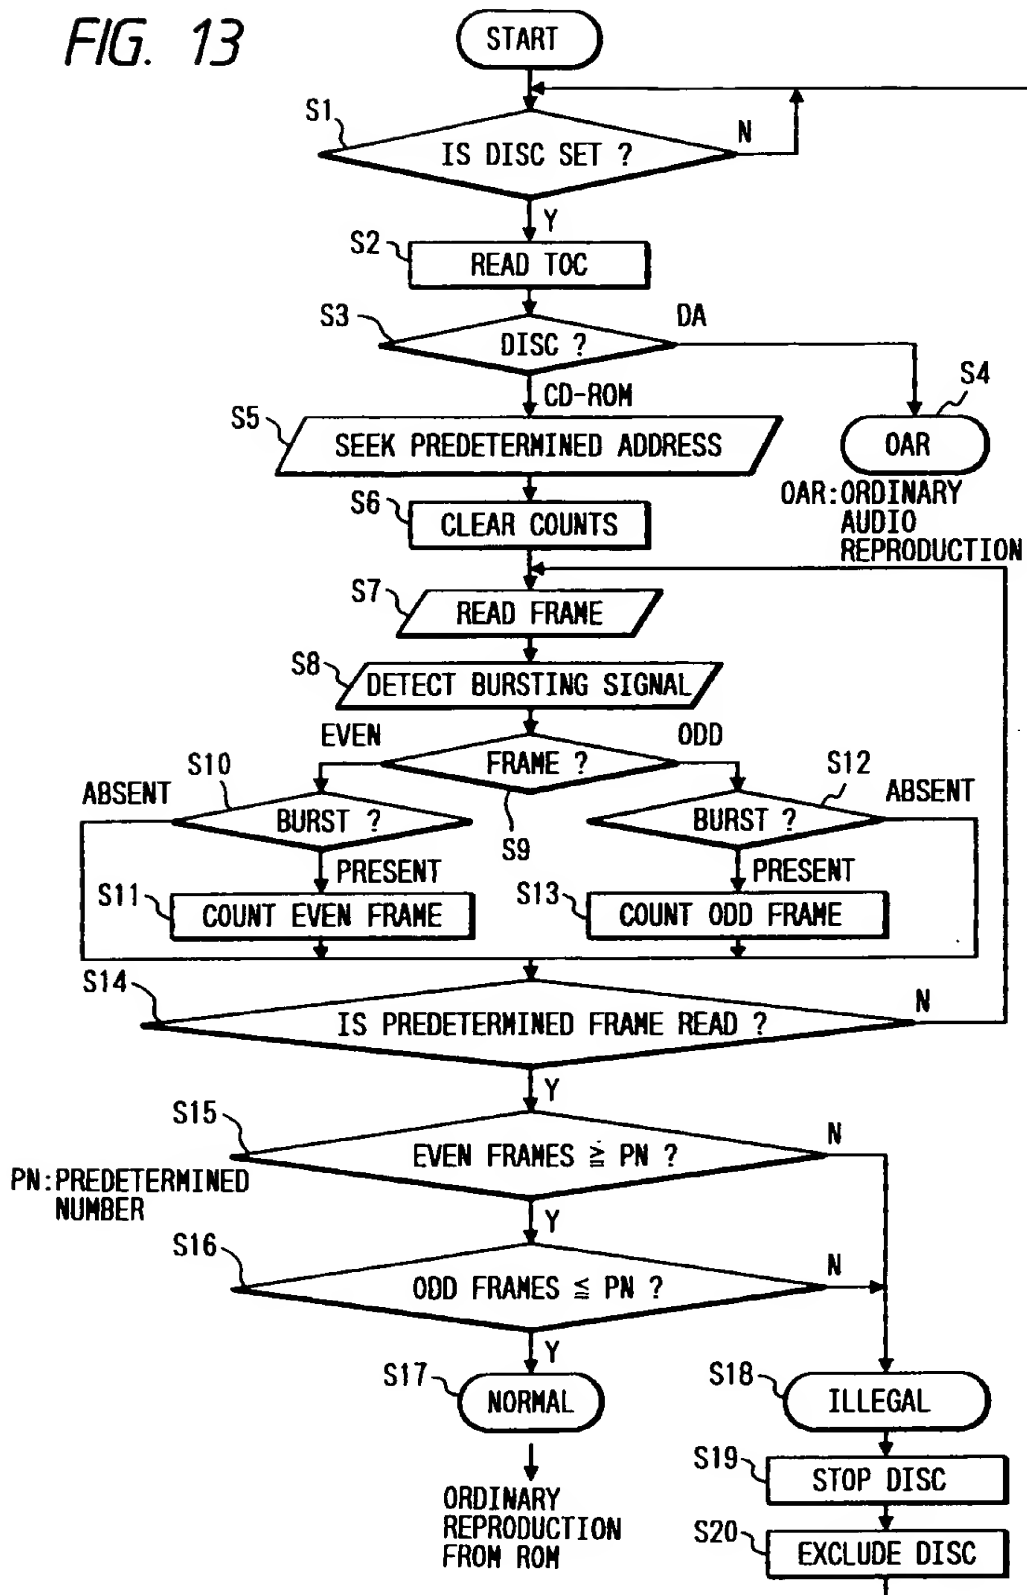 FIG. 13
START
S1
IS DISC SET ?
N
Y
S2
READ TOC
S3
DISC ?
DA
CD-ROM
S4
OAR
OAR:ORDINARY
AUDIO
REPRODUCTION
S5
SEEK PREDETERMINED ADDRESS
S6
CLEAR COUNTS
S7
READ FRAME
S8
DETECT BURSTING SIGNAL
EVEN
FRAME ?
ODD
S9
S10
ABSENT
BURST ?
PRESENT
S12
BURST ?
ABSENT
PRESENT
S11
COUNT EVEN FRAME
S13
COUNT ODD FRAME
S14
IS PREDETERMINED FRAME READ ?
N
Y
S15
EVEN FRAMES ≧ PN ?
N
PN:PREDETERMINED
NUMBER
Y
S16
ODD FRAMES ≦ PN ?
N
Y
S17
NORMAL
S18
ILLEGAL
ORDINARY
REPRODUCTION
FROM ROM
S19
STOP DISC
S20
EXCLUDE DISC